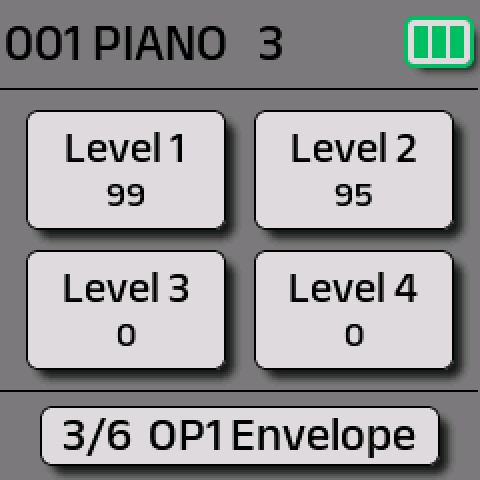 001 PIANO 3
Level 1
99
Level 2
95
Level 3
0
Level 4
0
3/6 OP1 Envelope